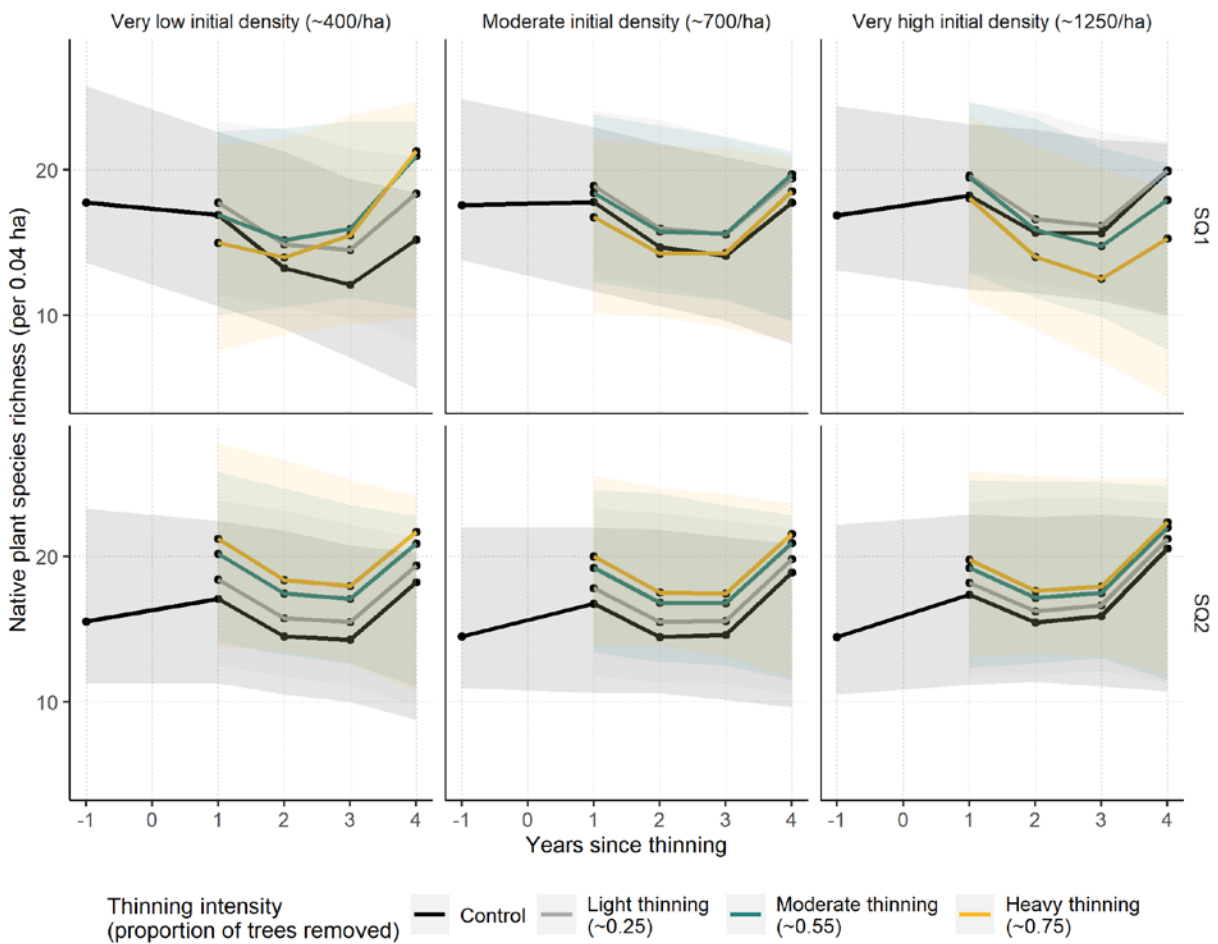 Very low initial density (~400/ha)
Moderate initial density (~700/ha)
Very high initial density (~1250/ha)
Native plant species richness (per 0.04 ha)
20
10
SQ1
20
10
SQ2
-1 0 1 2 3 4
-1 0 1 2 3 4
-1 0 1 2 3 4
Years since thinning
Thinning intensity
(proportion of trees removed)
Control
Light thinning
(~0.25)
Moderate thinning
(~0.55)
Heavy thinning
(~0.75)